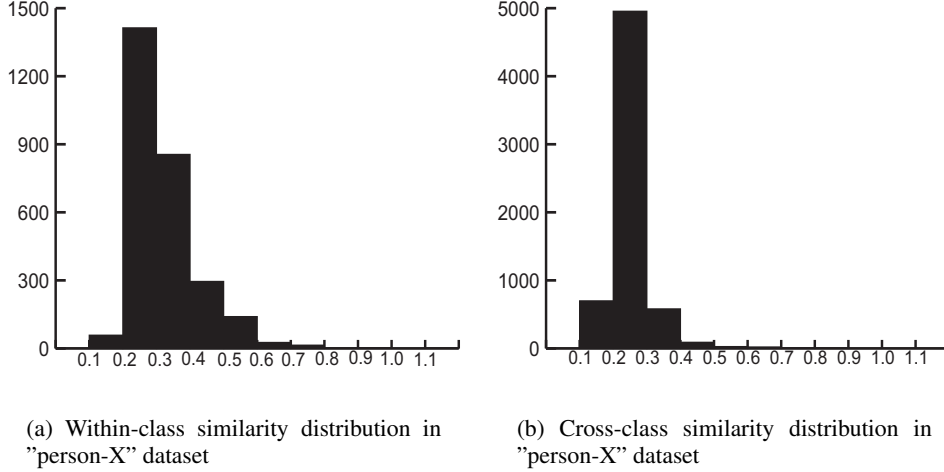 1500
1200
900
600
300
0
0.1 0.2 0.3 0.4 0.5 0.6 0.7 0.8 0.9 1.0 1.1
(a) Within-class similarity distribution in
”person-X” dataset
5000
4000
3000
2000
1000
0
0.1 0.2 0.3 0.4 0.5 0.6 0.7 0.8 0.9 1.0 1.1
(b) Cross-class similarity distribution in
”person-X” dataset